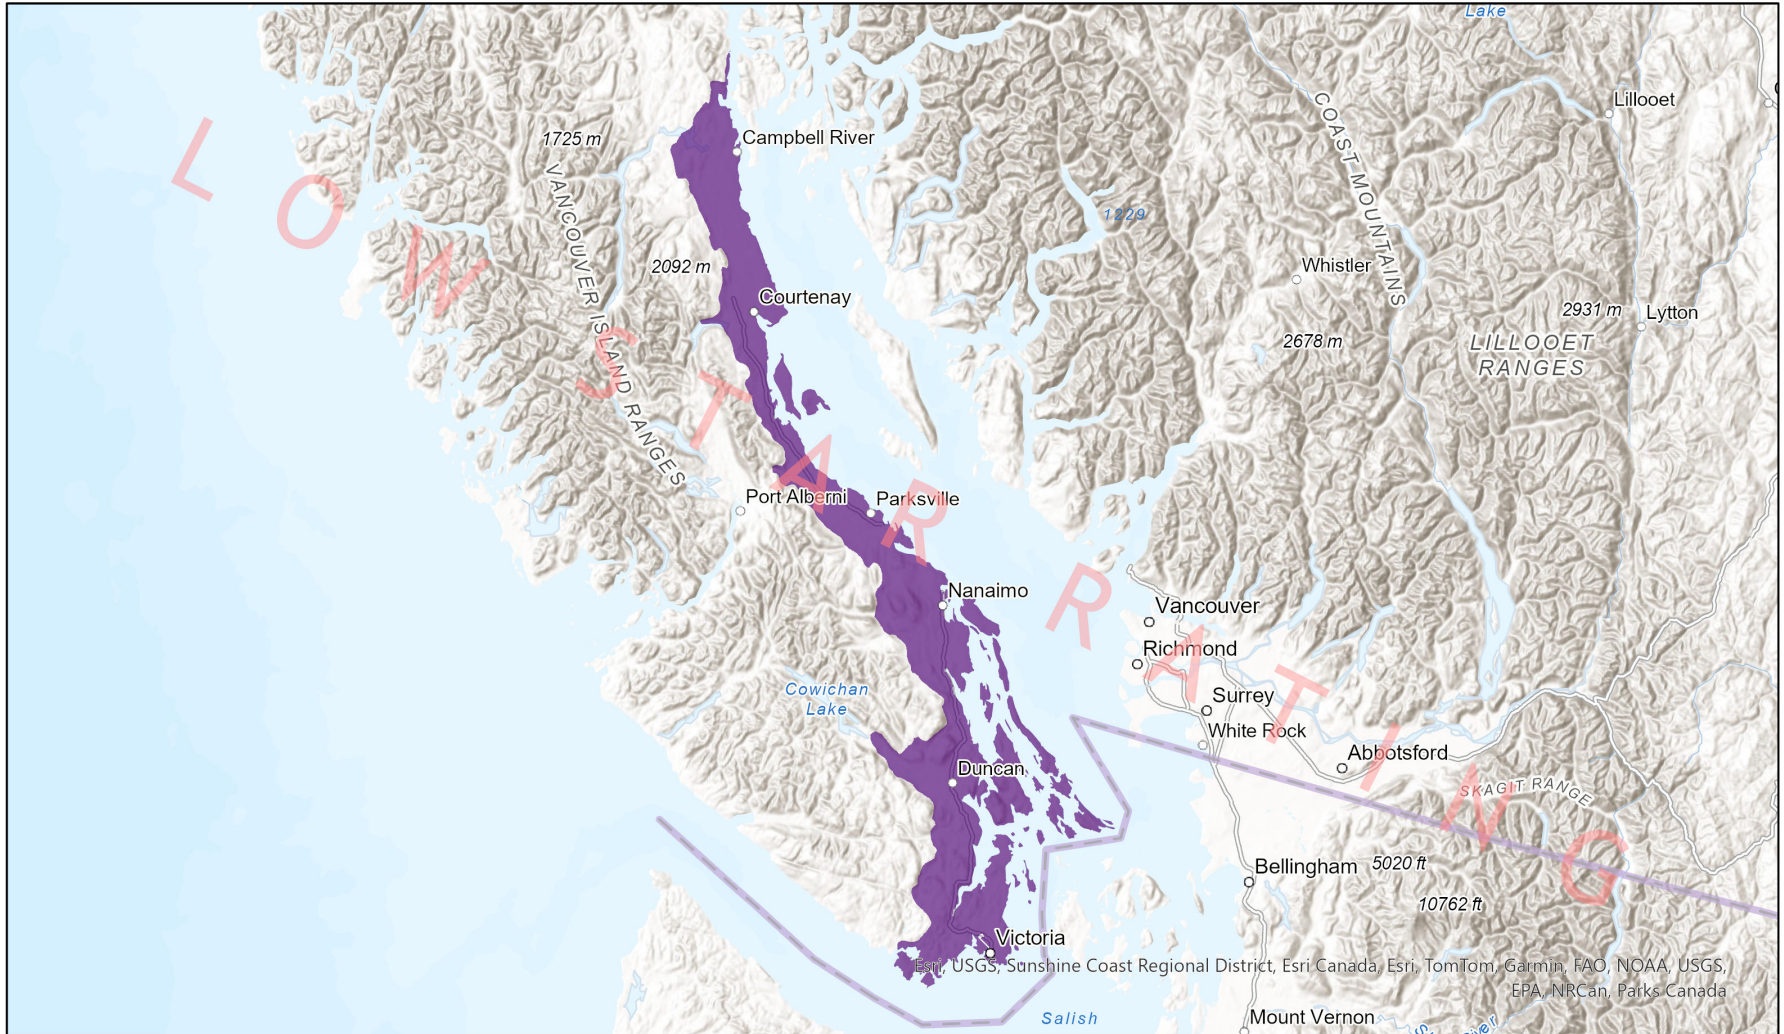 Lake
Lillooet
COAST MOUNTAINS
1725 m
Campbell River
VANCOUVER ISLAND RANGES
1229
2092 m
Whistler
Courtenay
2931 m
Lytton
2678 m
LILLOOET
RANGES
LOW STAR RATING
Port Alberni
Parksville
Nanaimo
Vancouver
Richmond
Cowichan
Lake
Surrey
White Rock
Abbotsford
Duncan
SKAGIT RANGE
Bellingham
5020 ft
10762 ft
Victoria
Esri, USGS, Sunshine Coast Regional District, Esri Canada, Esri, TomTom, Garmin, FAO, NOAA, USGS,
EPA, NRCan, Parks Canada
Salish
Mount Vernon